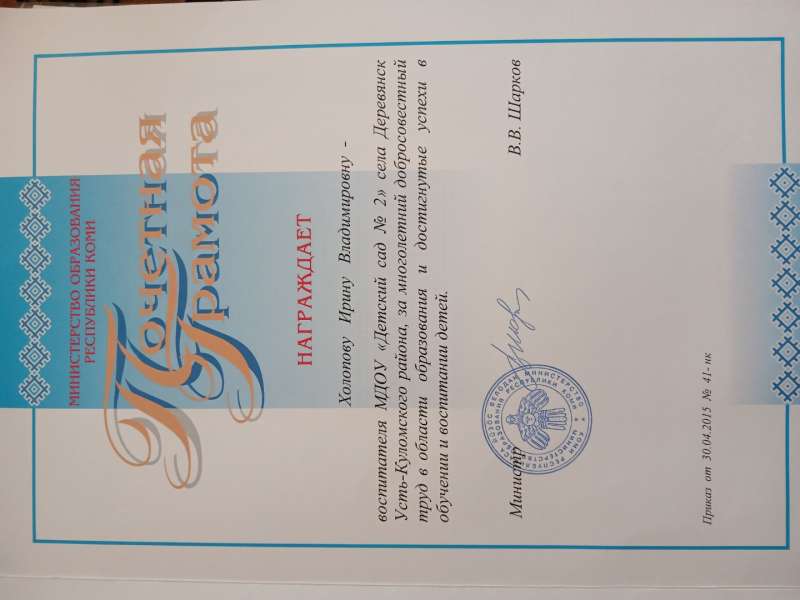 МИНИСТЕРСТВО ОБРАЗОВАНИЯ
РЕСПУБЛИКИ КОМИ
Почетная
Грамота
НАГРАЖДАЕТ
Холопову Ирину Владимировну -
воспитателя МДОУ «Детский сад № 2» села Деревянск
Усть-Куломского района, за многолетний добросовестный
труд в области образования и достигнутые успехи в
обучении и воспитании детей.
Министр В.В. Шарков
Приказ от 30.04.2015 № 41- нк